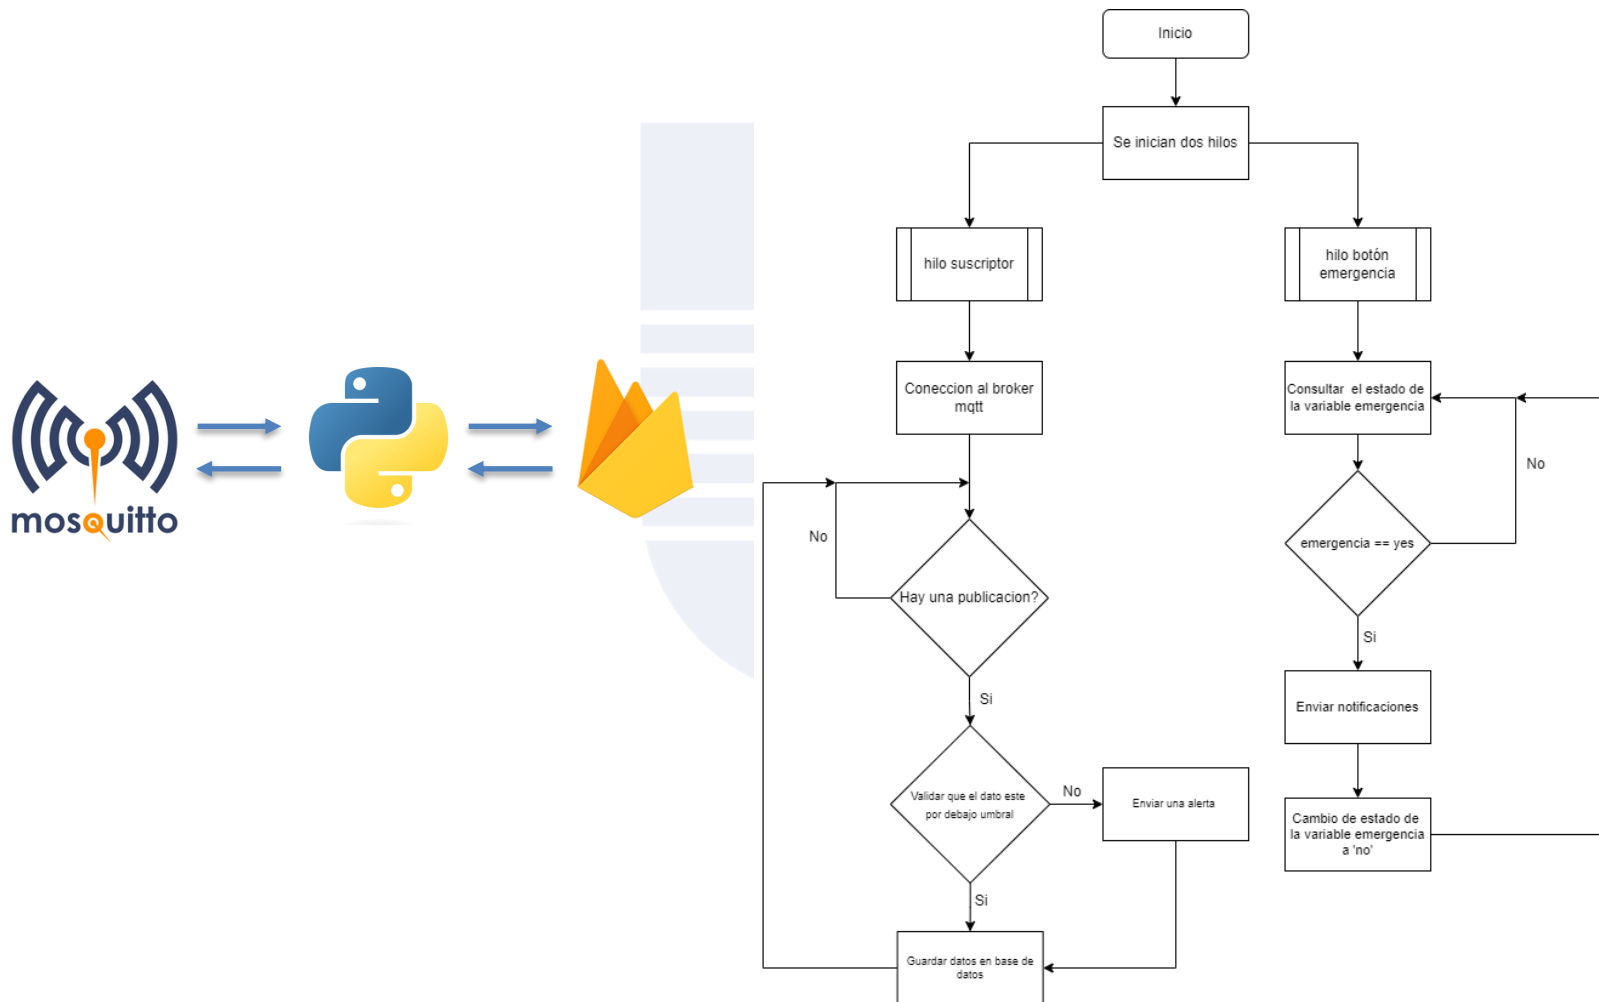 mosquitto
Inicio
Se inician dos hilos
hilo suscriptor
Coneccion al broker
mqtt
No
Hay una publicacion?
Si
Validar que el dato este
por debajo umbral
No
Enviar una alerta
Si
Guardar datos en base de
datos
hilo botón
emergencia
Consultar el estado de
la variable emergencia
No
emergencia == yes
Si
Enviar notificaciones
Cambio de estado de
la variable emergencia
a 'no'